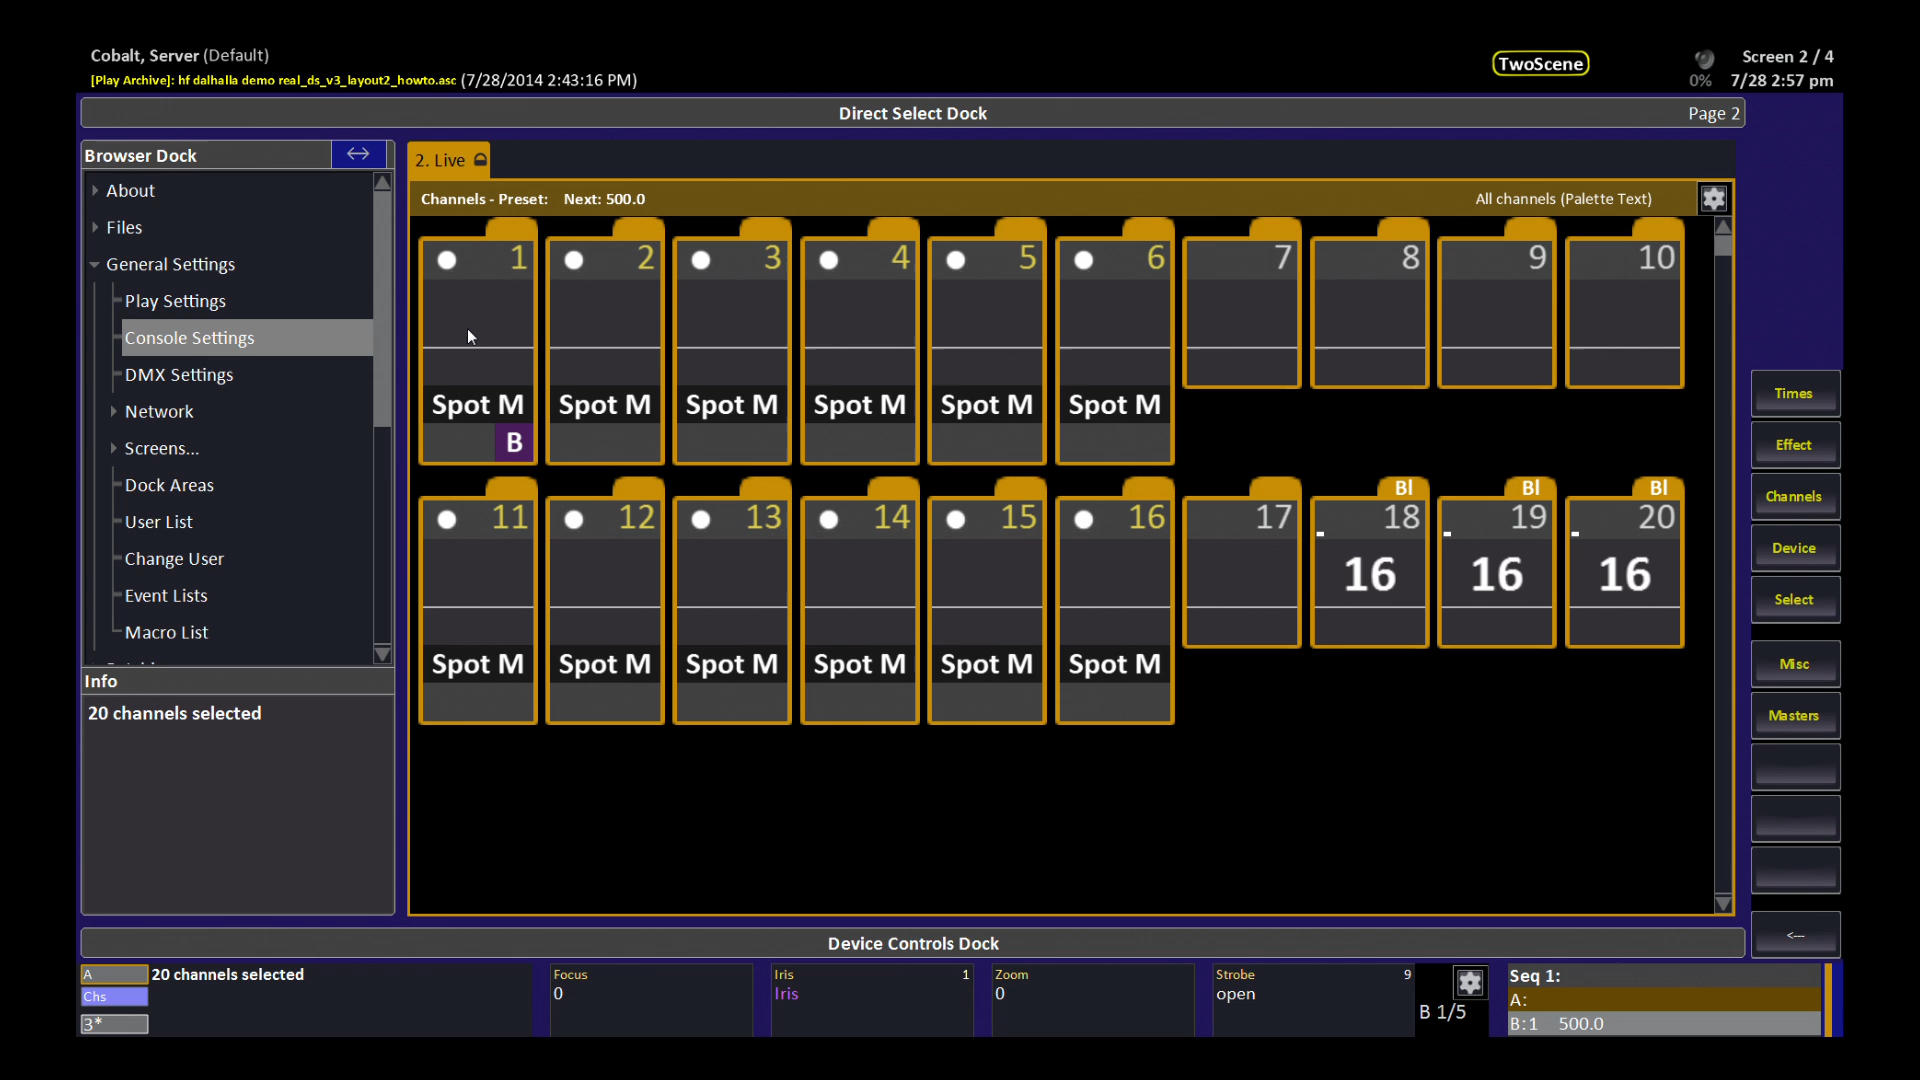 Cobalt, Server (Default)
[Play Archive]: hf dalhalla demo real_ds_v3_layout2_howto.asc (7/28/2014 2:43:16 PM)
TwoScene
Screen 2 / 4
0% 7/28 2:57 pm
Direct Select Dock
Page 2
Browser Dock
About
Files
General Settings
Play Settings
Console Settings
DMX Settings
Network
Screens...
Dock Areas
User List
Change User
Event Lists
Macro List
Info
20 channels selected
2. Live
Channels - Preset: Next: 500.0
All channels (Palette Text)
1 2 3 4 5 6 7 8 9 10
Spot M Spot M Spot M Spot M Spot M Spot M
B
Bl Bl Bl
11 12 13 14 15 16 17 18 19 20
16 16 16
Spot M Spot M Spot M Spot M Spot M Spot M
Times
Effect
Channels
Device
Select
Misc
Masters
<---
Device Controls Dock
A 20 channels selected
Chs
3*
Focus
0
Iris 1
Iris
Zoom
0
Strobe 9
open
B 1/5
Seq 1:
A:
B:1 500.0